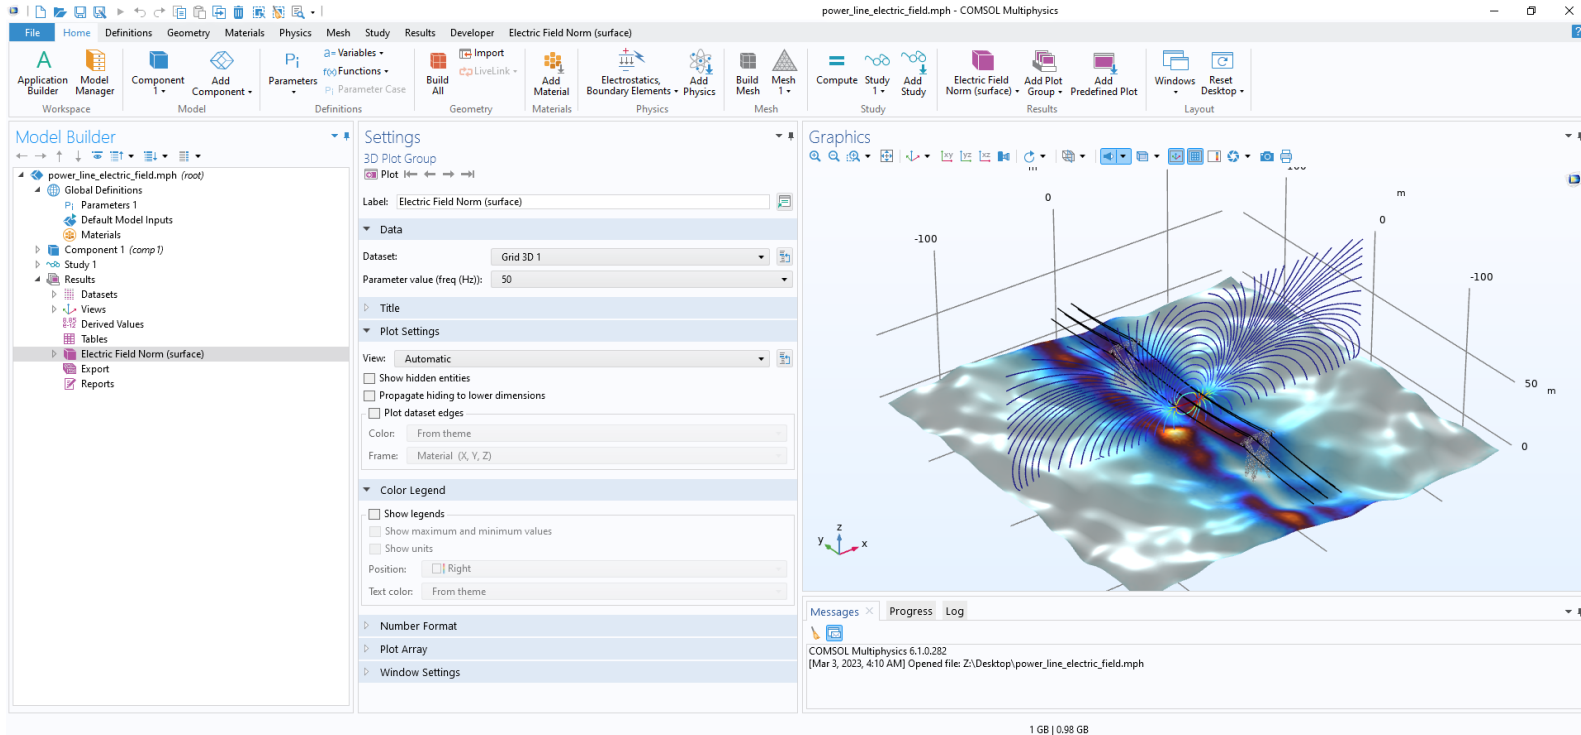 power_line_electric_field.mph - COMSOL Multiphysics
File Home Definitions Geometry Materials Physics Mesh Study Results Developer Electric Field Norm (surface)
Application Builder
Model Manager
Workspace
Component 1
Add Component
Model
Pi
Parameters
a= Variables
f(x) Functions
Pi Parameter Case
Definitions
Build All
Import
LiveLink
Geometry
Add Material
Materials
Electrostatics, Boundary Elements
Add Physics
Physics
Build Mesh
Mesh 1
Mesh
Compute
Study 1
Add Study
Study
Electric Field Norm (surface)
Add Plot Group
Add Predefined Plot
Results
Windows
Reset Desktop
Layout
Model Builder
power_line_electric_field.mph (root)
Global Definitions
Pi Parameters 1
Default Model Inputs
Materials
Component 1 (comp1)
Study 1
Results
Datasets
Views
Derived Values
Tables
Electric Field Norm (surface)
Export
Reports
Settings
3D Plot Group
Plot
Label: Electric Field Norm (surface)
Data
Dataset: Grid 3D 1
Parameter value (freq (Hz)): 50
Title
Plot Settings
View: Automatic
Show hidden entities
Propagate hiding to lower dimensions
Plot dataset edges
Color: From theme
Frame: Material (X, Y, Z)
Color Legend
Show legends
Show maximum and minimum values
Show units
Position: Right
Text color: From theme
Number Format
Plot Array
Window Settings
Graphics
xy yz xz
m
100
m
0
0
-100
-100
50
m
0
z
y
x
Messages Progress Log
COMSOL Multiphysics 6.1.0.282
[Mar 3, 2023, 4:10 AM] Opened file: Z:\Desktop\power_line_electric_field.mph
1 GB | 0.98 GB